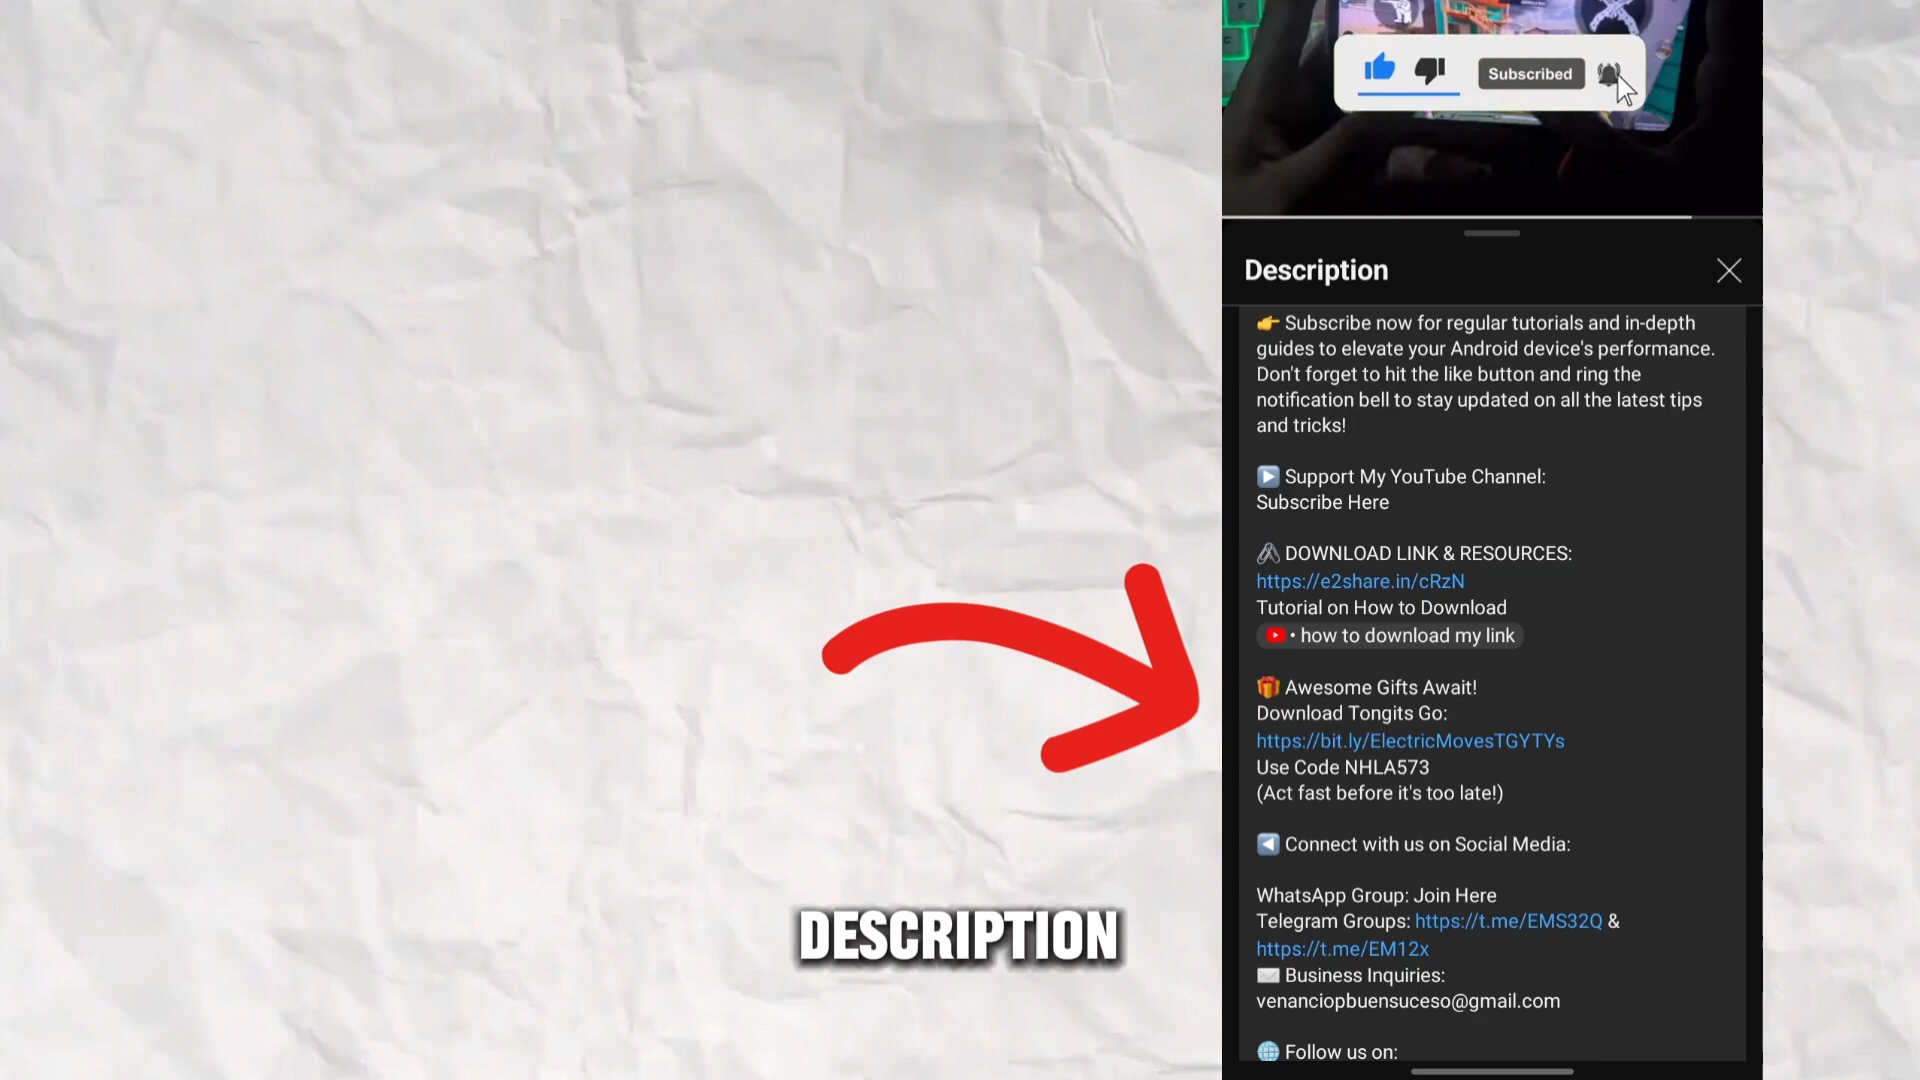 Subscribed
Description
👉 Subscribe now for regular tutorials and in-depth
guides to elevate your Android device's performance.
Don't forget to hit the like button and ring the
notification bell to stay updated on all the latest tips
and tricks!
▶️ Support My YouTube Channel:
Subscribe Here
🖇️ DOWNLOAD LINK & RESOURCES:
https://e2share.in/cRzN
Tutorial on How to Download
• how to download my link
🎁 Awesome Gifts Await!
Download Tongits Go:
https://bit.ly/ElectricMovesTGYTYs
Use Code NHLA573
(Act fast before it's too late!)
◀️ Connect with us on Social Media:
WhatsApp Group: Join Here
Telegram Groups: https://t.me/EMS32Q &
https://t.me/EM12x
✉️ Business Inquiries:
venanciopbuensuceso@gmail.com
🌐 Follow us on:
DESCRIPTION